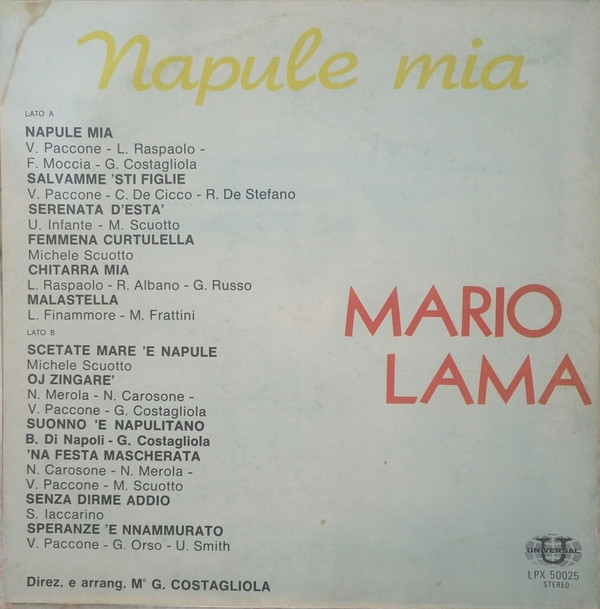 Napule mia
LATO A
NAPULE MIA
V. Paccone - L. Raspaolo -
F. Moccia - G. Costagliola
SALVAMME 'STI FIGLIE
V. Paccone - C. De Cicco - R. De Stefano
SERENATA D'ESTA'
U. Infante - M. Scuotto
FEMMENA CURTULELLA
Michele Scuotto
CHITARRA MIA
L. Raspaolo - R. Albano - G. Russo
MALASTELLA
L. Finammore - M. Frattini
LATO B
SCETATE MARE 'E NAPULE
Michele Scuotto
OJ ZINGARE'
N. Merola - N. Carosone -
V. Paccone - G. Costagliola
SUONNO 'E NAPULITANO
B. Di Napoli - G. Costagliola
'NA FESTA MASCHERATA
N. Carosone - N. Merola -
V. Paccone - M. Scuotto
SENZA DIRME ADDIO
S. Iaccarino
SPERANZE 'E NNAMMURATO
V. Paccone - G. Orso - U. Smith
Direz. e arrang. M° G. COSTAGLIOLA
MARIO
LAMA
U
UNIVERSAL
LPX 50025
STEREO